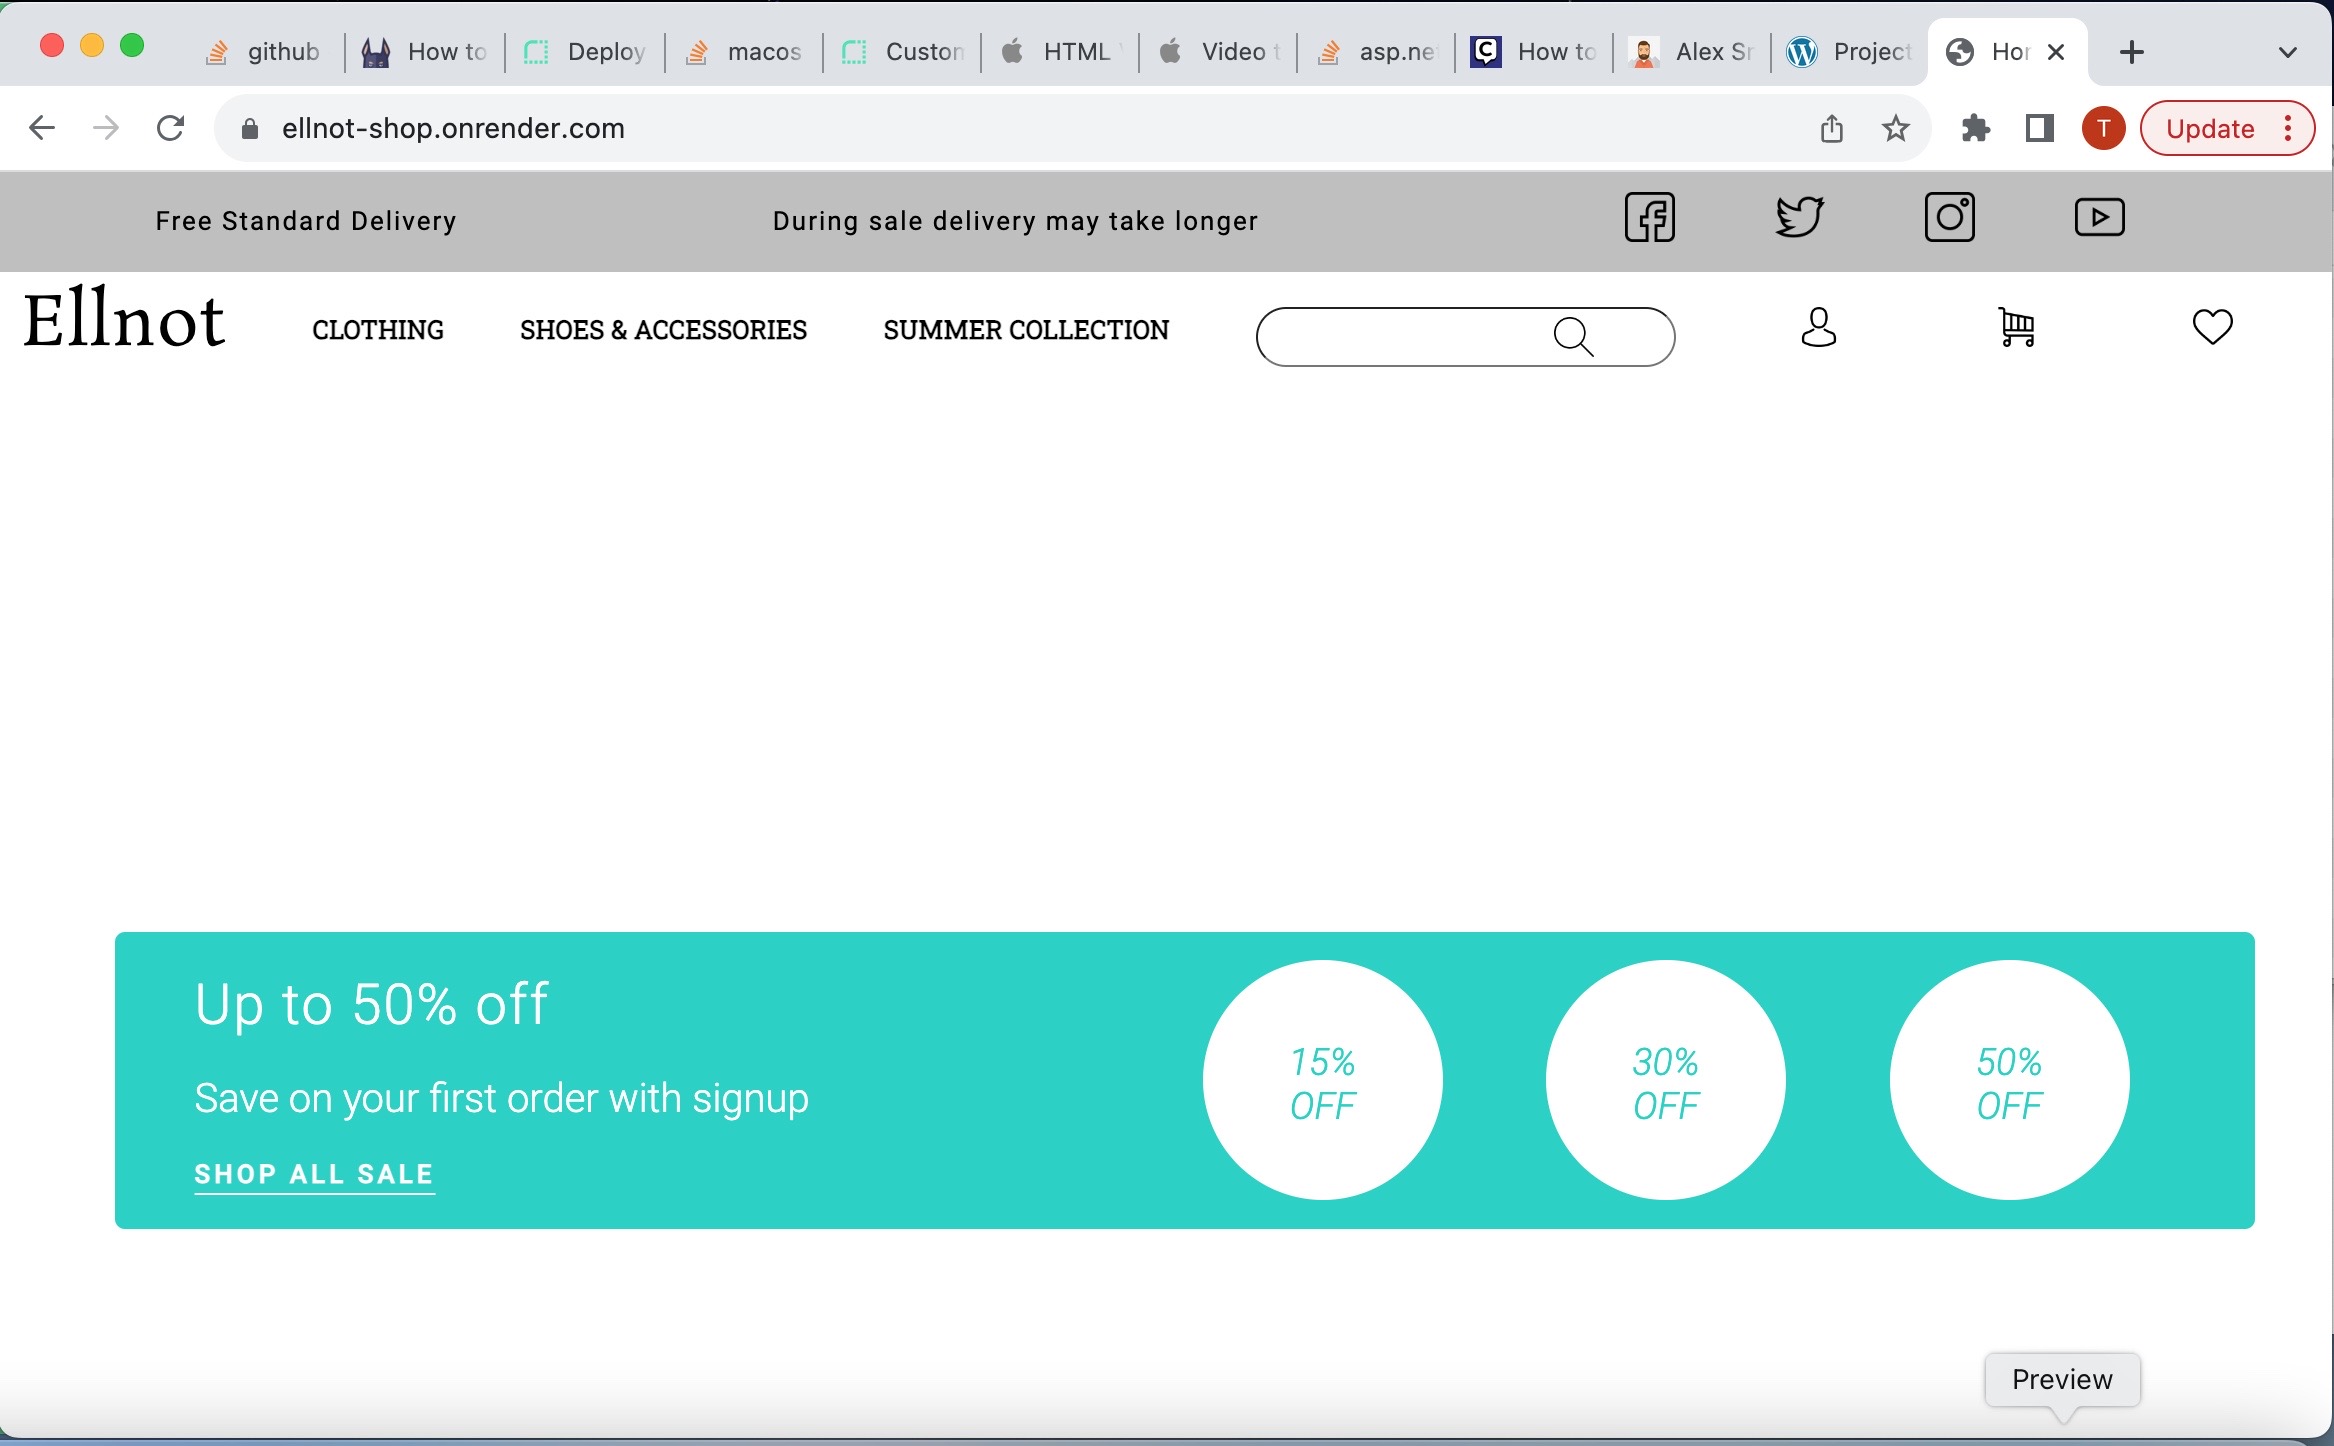 github
How to
Deploy
macos
Custom
HTML
Video t
asp.net
How to
Alex Sr
Project
Hor
ellnot-shop.onrender.com
T
Update
Free Standard Delivery
During sale delivery may take longer
Ellnot
CLOTHING
SHOES & ACCESSORIES
SUMMER COLLECTION
Up to 50% off
Save on your first order with signup
SHOP ALL SALE
15%
OFF
30%
OFF
50%
OFF
Preview